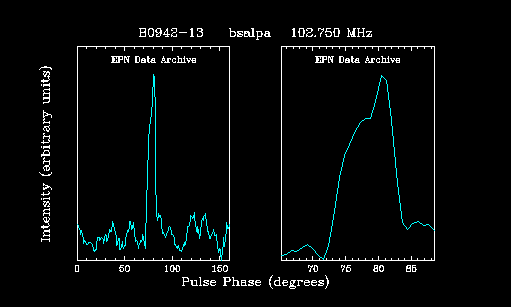 B0942-13 bsalpa 102.750 MHz
EPN Data Archive EPN Data Archive
Intensity (arbitrary units)
0 50 100 150 70 75 80 85
Pulse Phase (degrees)